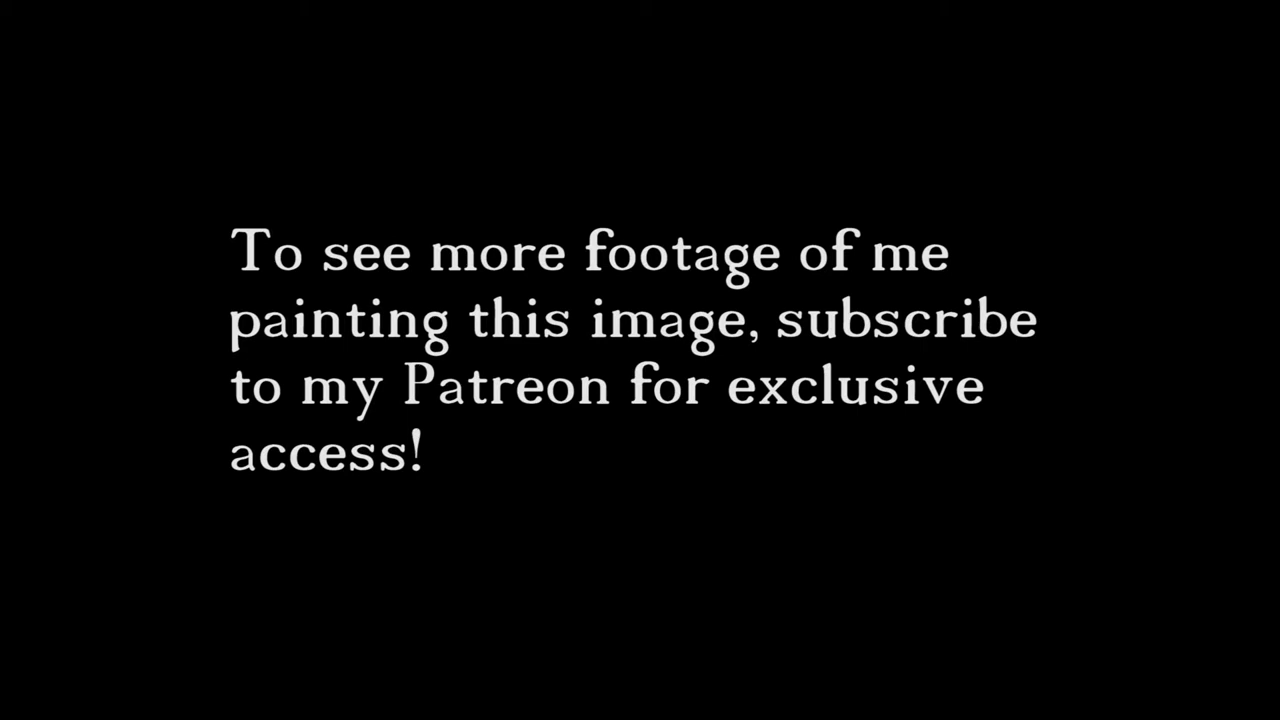 To see more footage of me
painting this image, subscribe
to my Patreon for exclusive
access!